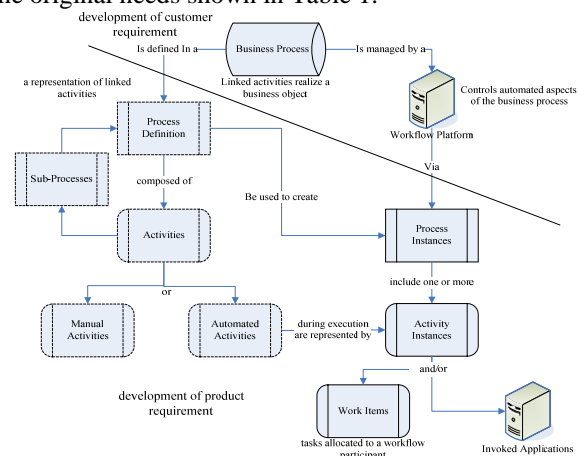 the original needs shown in Table 1.
development of customer
requirement
Is defined In a
Business Process
Is managed by a
Linked activities realize a
business object
a representation of linked
activities
Controls automated aspects
of the business process
Workflow Platform
Process
Definition
Sub-Processes
composed of
Via
Be used to create
Activities
Process
Instances
or
include one or more
Manual
Activities
Automated
Activities
during execution
are represented by
Activity
Instances
and/or
development of product
requirement
Work Items
tasks allocated to a workflow
participant
Invoked Applications